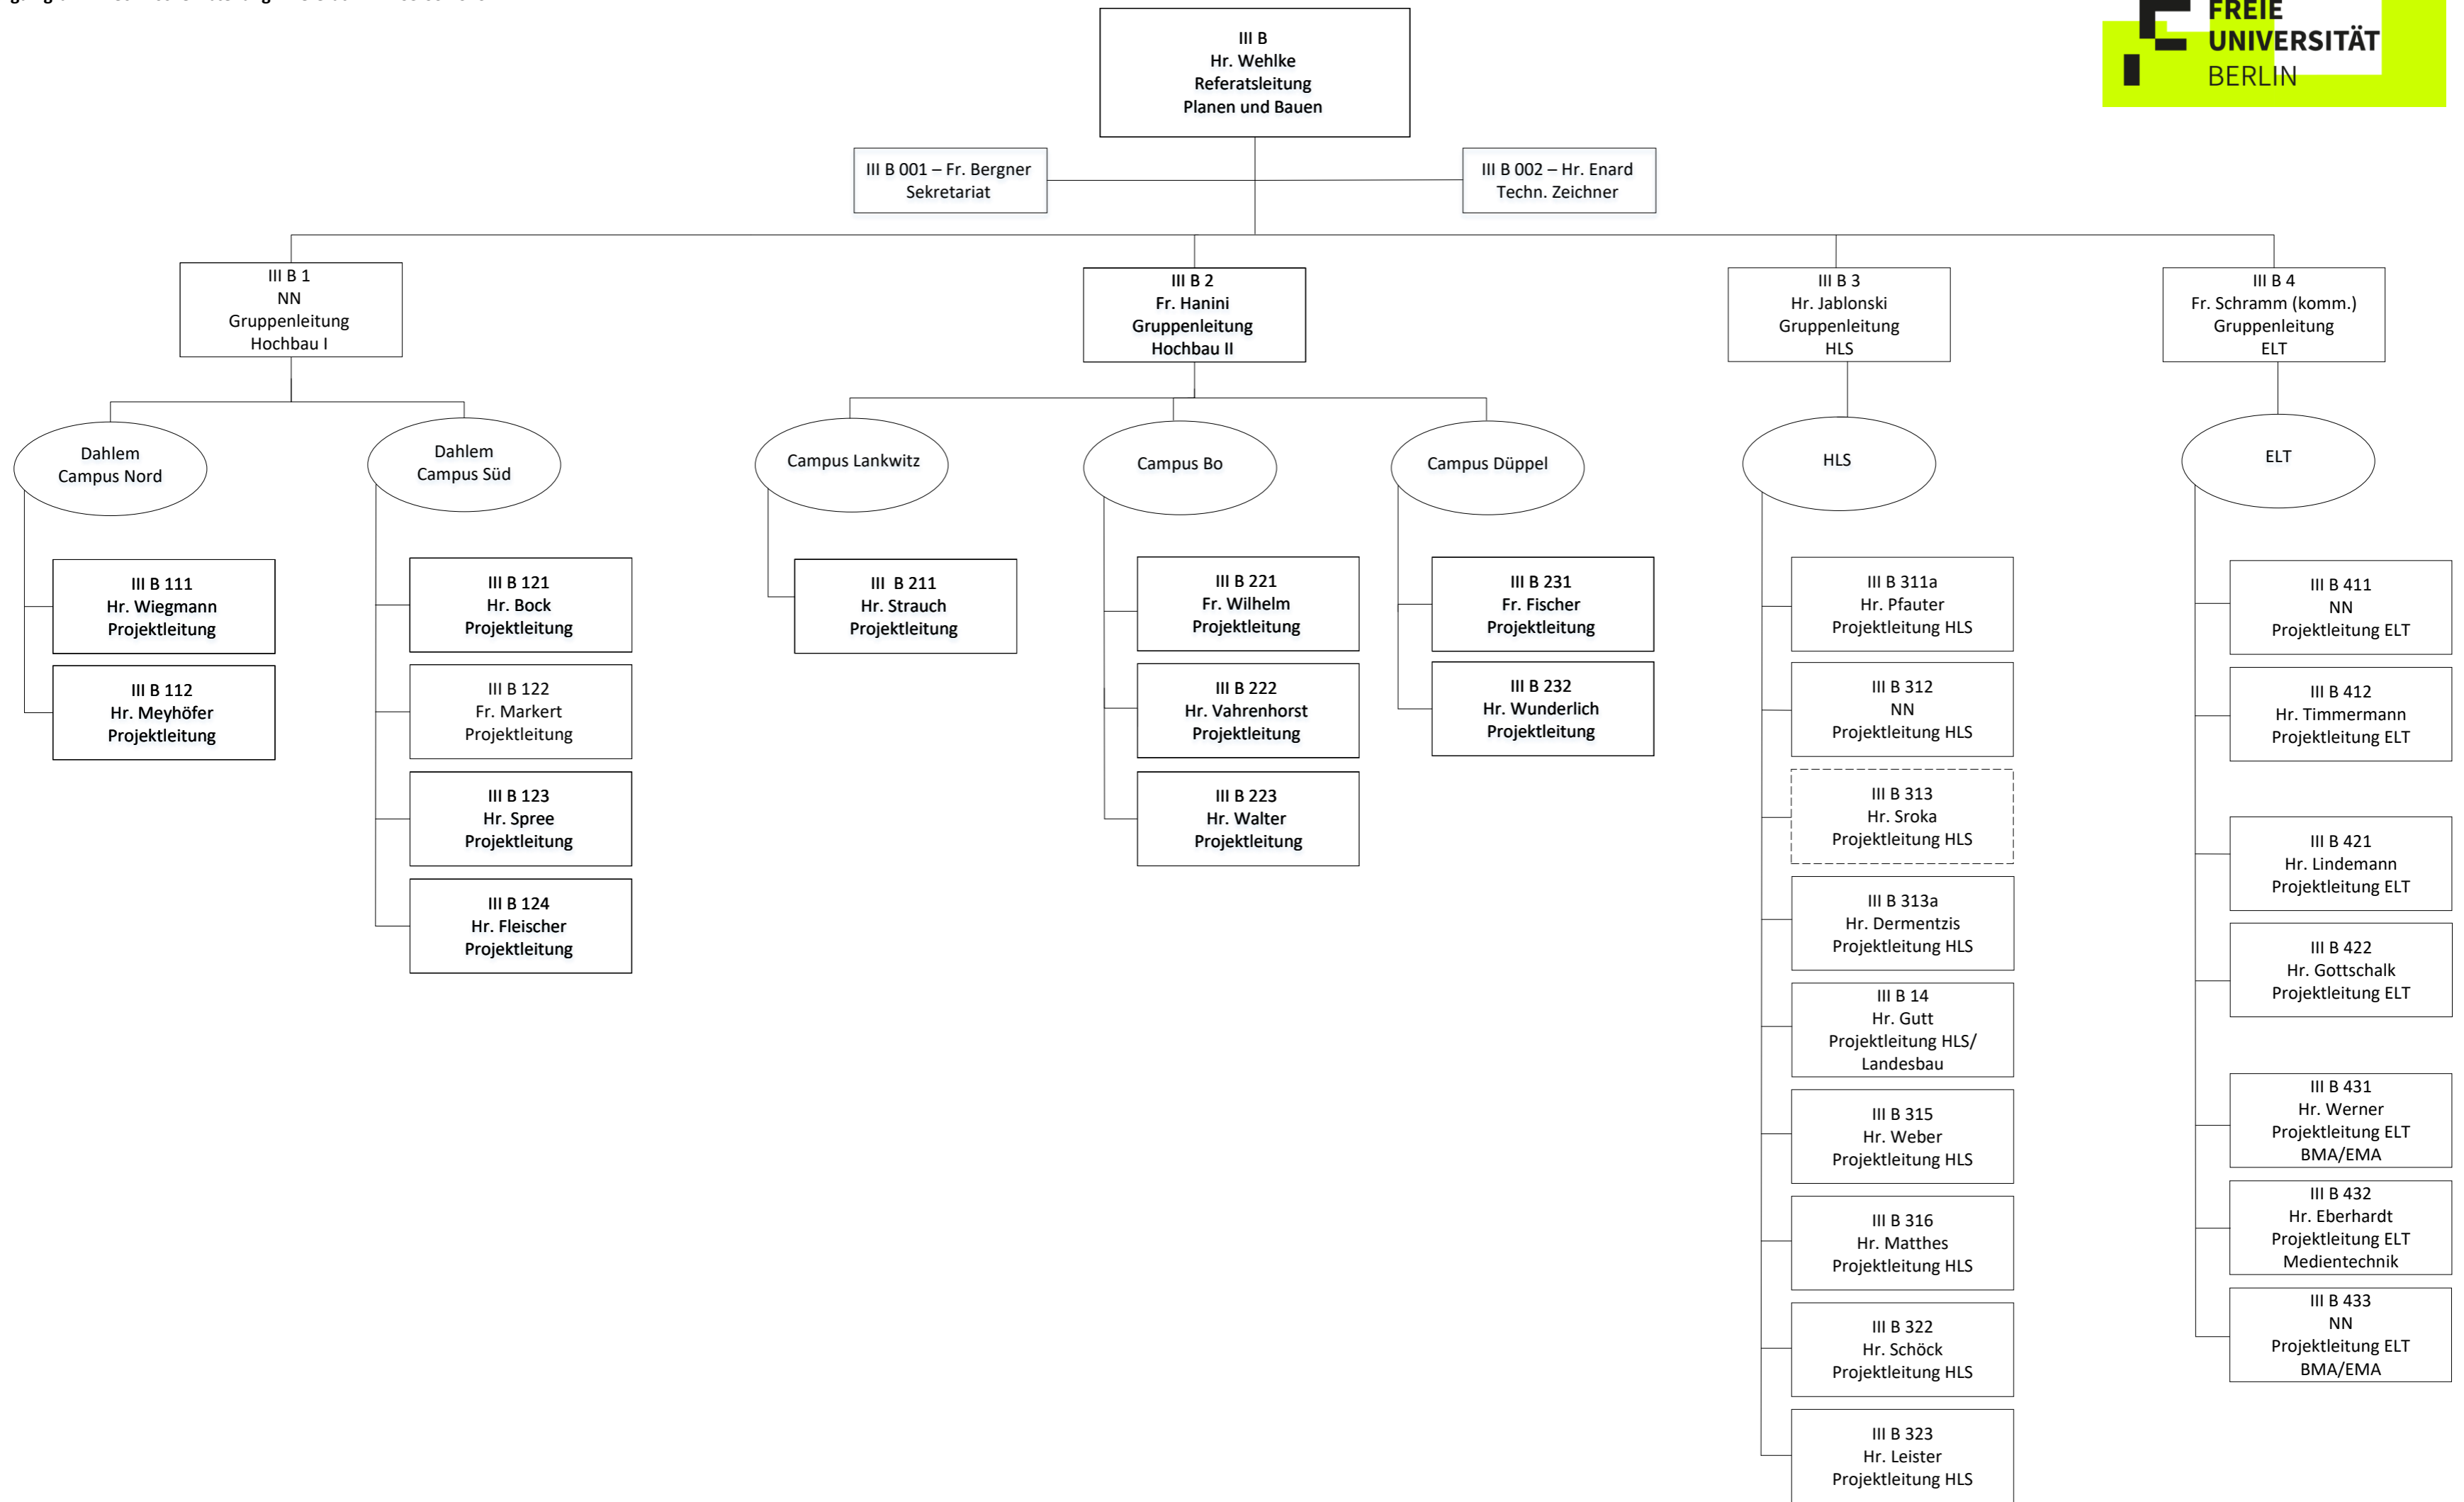 FREIE
UNIVERSITÄT
BERLIN
III B
Hr. Wehlke
Referatsleitung
Planen und Bauen
III B 001 – Fr. Bergner
Sekretariat
III B 002 – Hr. Enard
Techn. Zeichner
III B 1
NN
Gruppenleitung
Hochbau I
III B 2
Fr. Hanini
Gruppenleitung
Hochbau II
III B 3
Hr. Jablonski
Gruppenleitung
HLS
III B 4
Fr. Schramm (komm.)
Gruppenleitung
ELT
Dahlem
Campus Nord
Dahlem
Campus Süd
Campus Lankwitz
Campus Bo
Campus Düppel
HLS
ELT
III B 111
Hr. Wiegmann
Projektleitung
III B 112
Hr. Meyhöfer
Projektleitung
III B 121
Hr. Bock
Projektleitung
III B 122
Fr. Markert
Projektleitung
III B 123
Hr. Spree
Projektleitung
III B 124
Hr. Fleischer
Projektleitung
III B 211
Hr. Strauch
Projektleitung
III B 221
Fr. Wilhelm
Projektleitung
III B 222
Hr. Vahrenhorst
Projektleitung
III B 223
Hr. Walter
Projektleitung
III B 231
Fr. Fischer
Projektleitung
III B 232
Hr. Wunderlich
Projektleitung
III B 311a
Hr. Pfauter
Projektleitung HLS
III B 312
NN
Projektleitung HLS
III B 313
Hr. Sroka
Projektleitung HLS
III B 313a
Hr. Dermentzis
Projektleitung HLS
III B 14
Hr. Gutt
Projektleitung HLS/
Landesbau
III B 315
Hr. Weber
Projektleitung HLS
III B 316
Hr. Matthes
Projektleitung HLS
III B 322
Hr. Schöck
Projektleitung HLS
III B 323
Hr. Leister
Projektleitung HLS
III B 411
NN
Projektleitung ELT
III B 412
Hr. Timmermann
Projektleitung ELT
III B 421
Hr. Lindemann
Projektleitung ELT
III B 422
Hr. Gottschalk
Projektleitung ELT
III B 431
Hr. Werner
Projektleitung ELT
BMA/EMA
III B 432
Hr. Eberhardt
Projektleitung ELT
Medientechnik
III B 433
NN
Projektleitung ELT
BMA/EMA